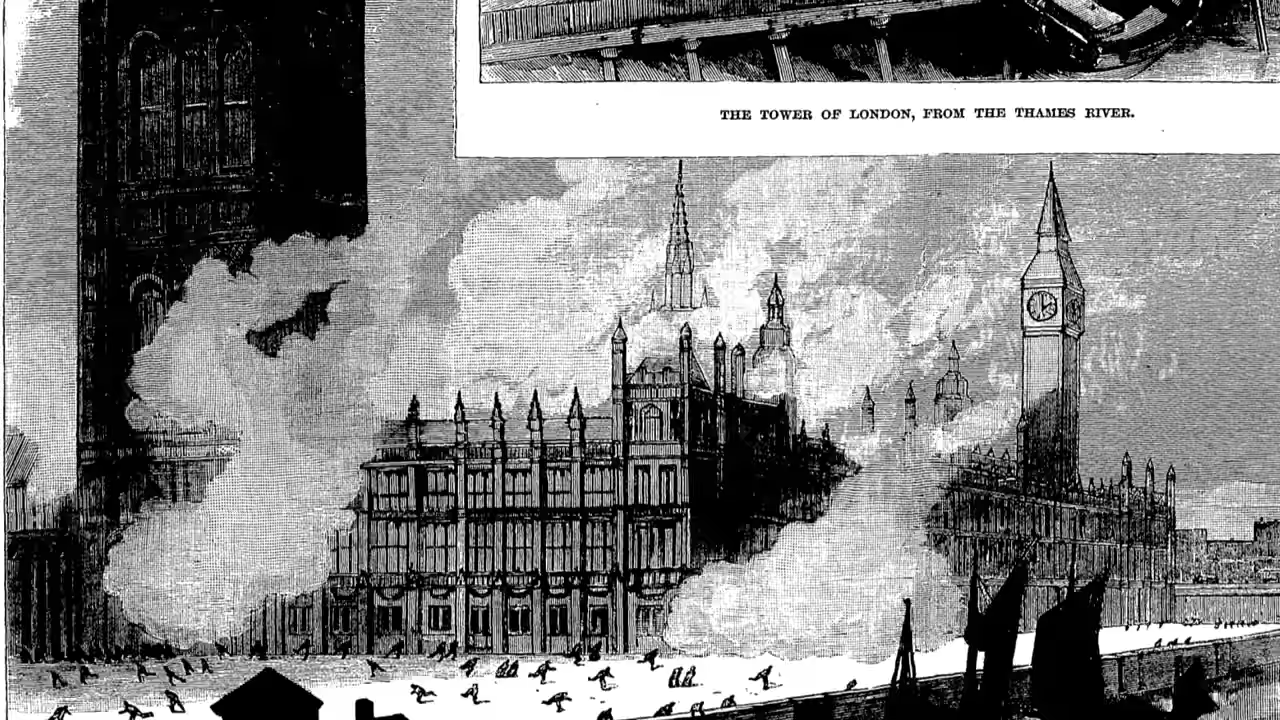 THE TOWER OF LONDON, FROM THE THAMES RIVER.